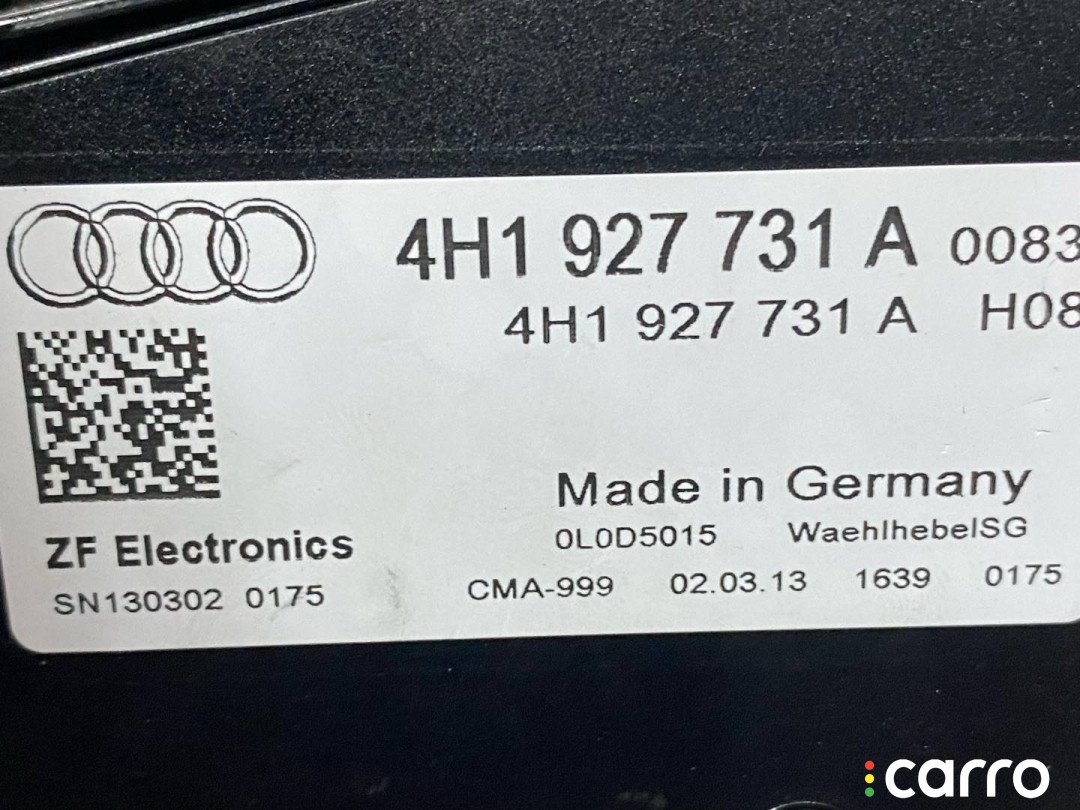 4H1 927 731 A 0083
4H1 927 731 A H08
Made in Germany
ZF Electronics
0L0D5015 WaehlhebelSG
SN130302 0175
CMA-999 02.03.13 1639 0175
carro